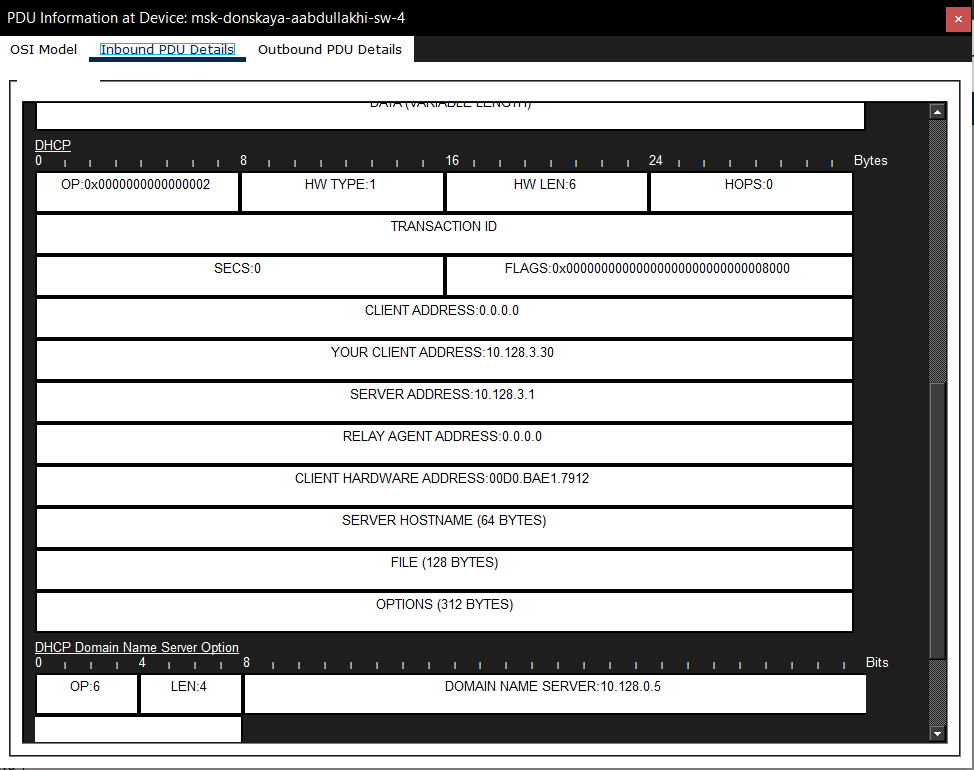 PDU Information at Device: msk-donskaya-aabdullakhi-sw-4
OSI Model Inbound PDU Details Outbound PDU Details
DATA (VARIABLE LENGTH)
DHCP
0 8 16 24 Bytes
OP:0x0000000000000002 HW TYPE:1 HW LEN:6 HOPS:0
TRANSACTION ID
SECS:0 FLAGS:0x00000000000000000000000000008000
CLIENT ADDRESS:0.0.0.0
YOUR CLIENT ADDRESS:10.128.3.30
SERVER ADDRESS:10.128.3.1
RELAY AGENT ADDRESS:0.0.0.0
CLIENT HARDWARE ADDRESS:00D0.BAE1.7912
SERVER HOSTNAME (64 BYTES)
FILE (128 BYTES)
OPTIONS (312 BYTES)
DHCP Domain Name Server Option
0 4 8 Bits
OP:6 LEN:4 DOMAIN NAME SERVER:10.128.0.5